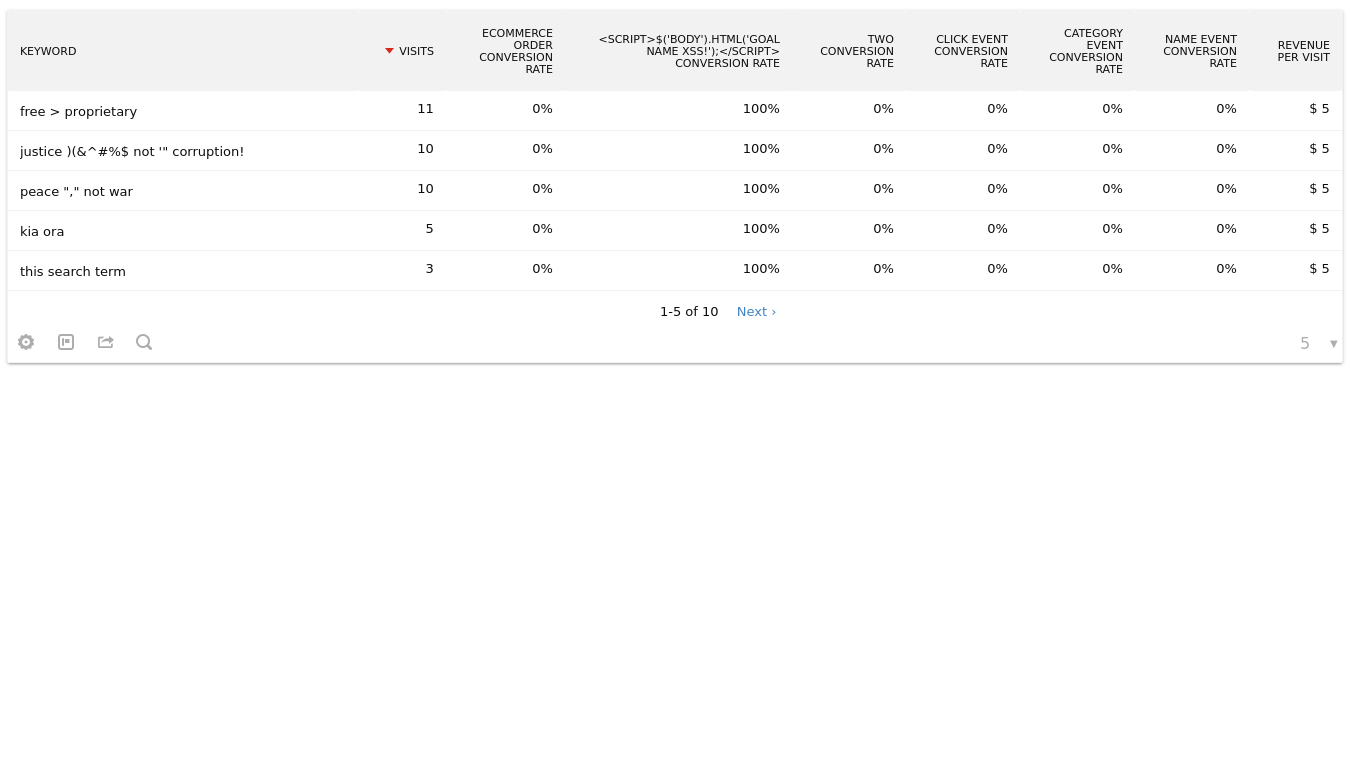 KEYWORD
VISITS
ECOMMERCE
ORDER
CONVERSION
RATE
<SCRIPT>$('BODY').HTML('GOAL
NAME XSS!');</SCRIPT>
CONVERSION RATE
TWO
CONVERSION
RATE
CLICK EVENT
CONVERSION
RATE
CATEGORY
EVENT
CONVERSION
RATE
NAME EVENT
CONVERSION
RATE
REVENUE
PER VISIT
free > proprietary 11 0% 100% 0% 0% 0% 0% $ 5
justice )(&^#%$ not '" corruption! 10 0% 100% 0% 0% 0% 0% $ 5
peace "," not war 10 0% 100% 0% 0% 0% 0% $ 5
kia ora 5 0% 100% 0% 0% 0% 0% $ 5
this search term 3 0% 100% 0% 0% 0% 0% $ 5
1-5 of 10 Next ›
5